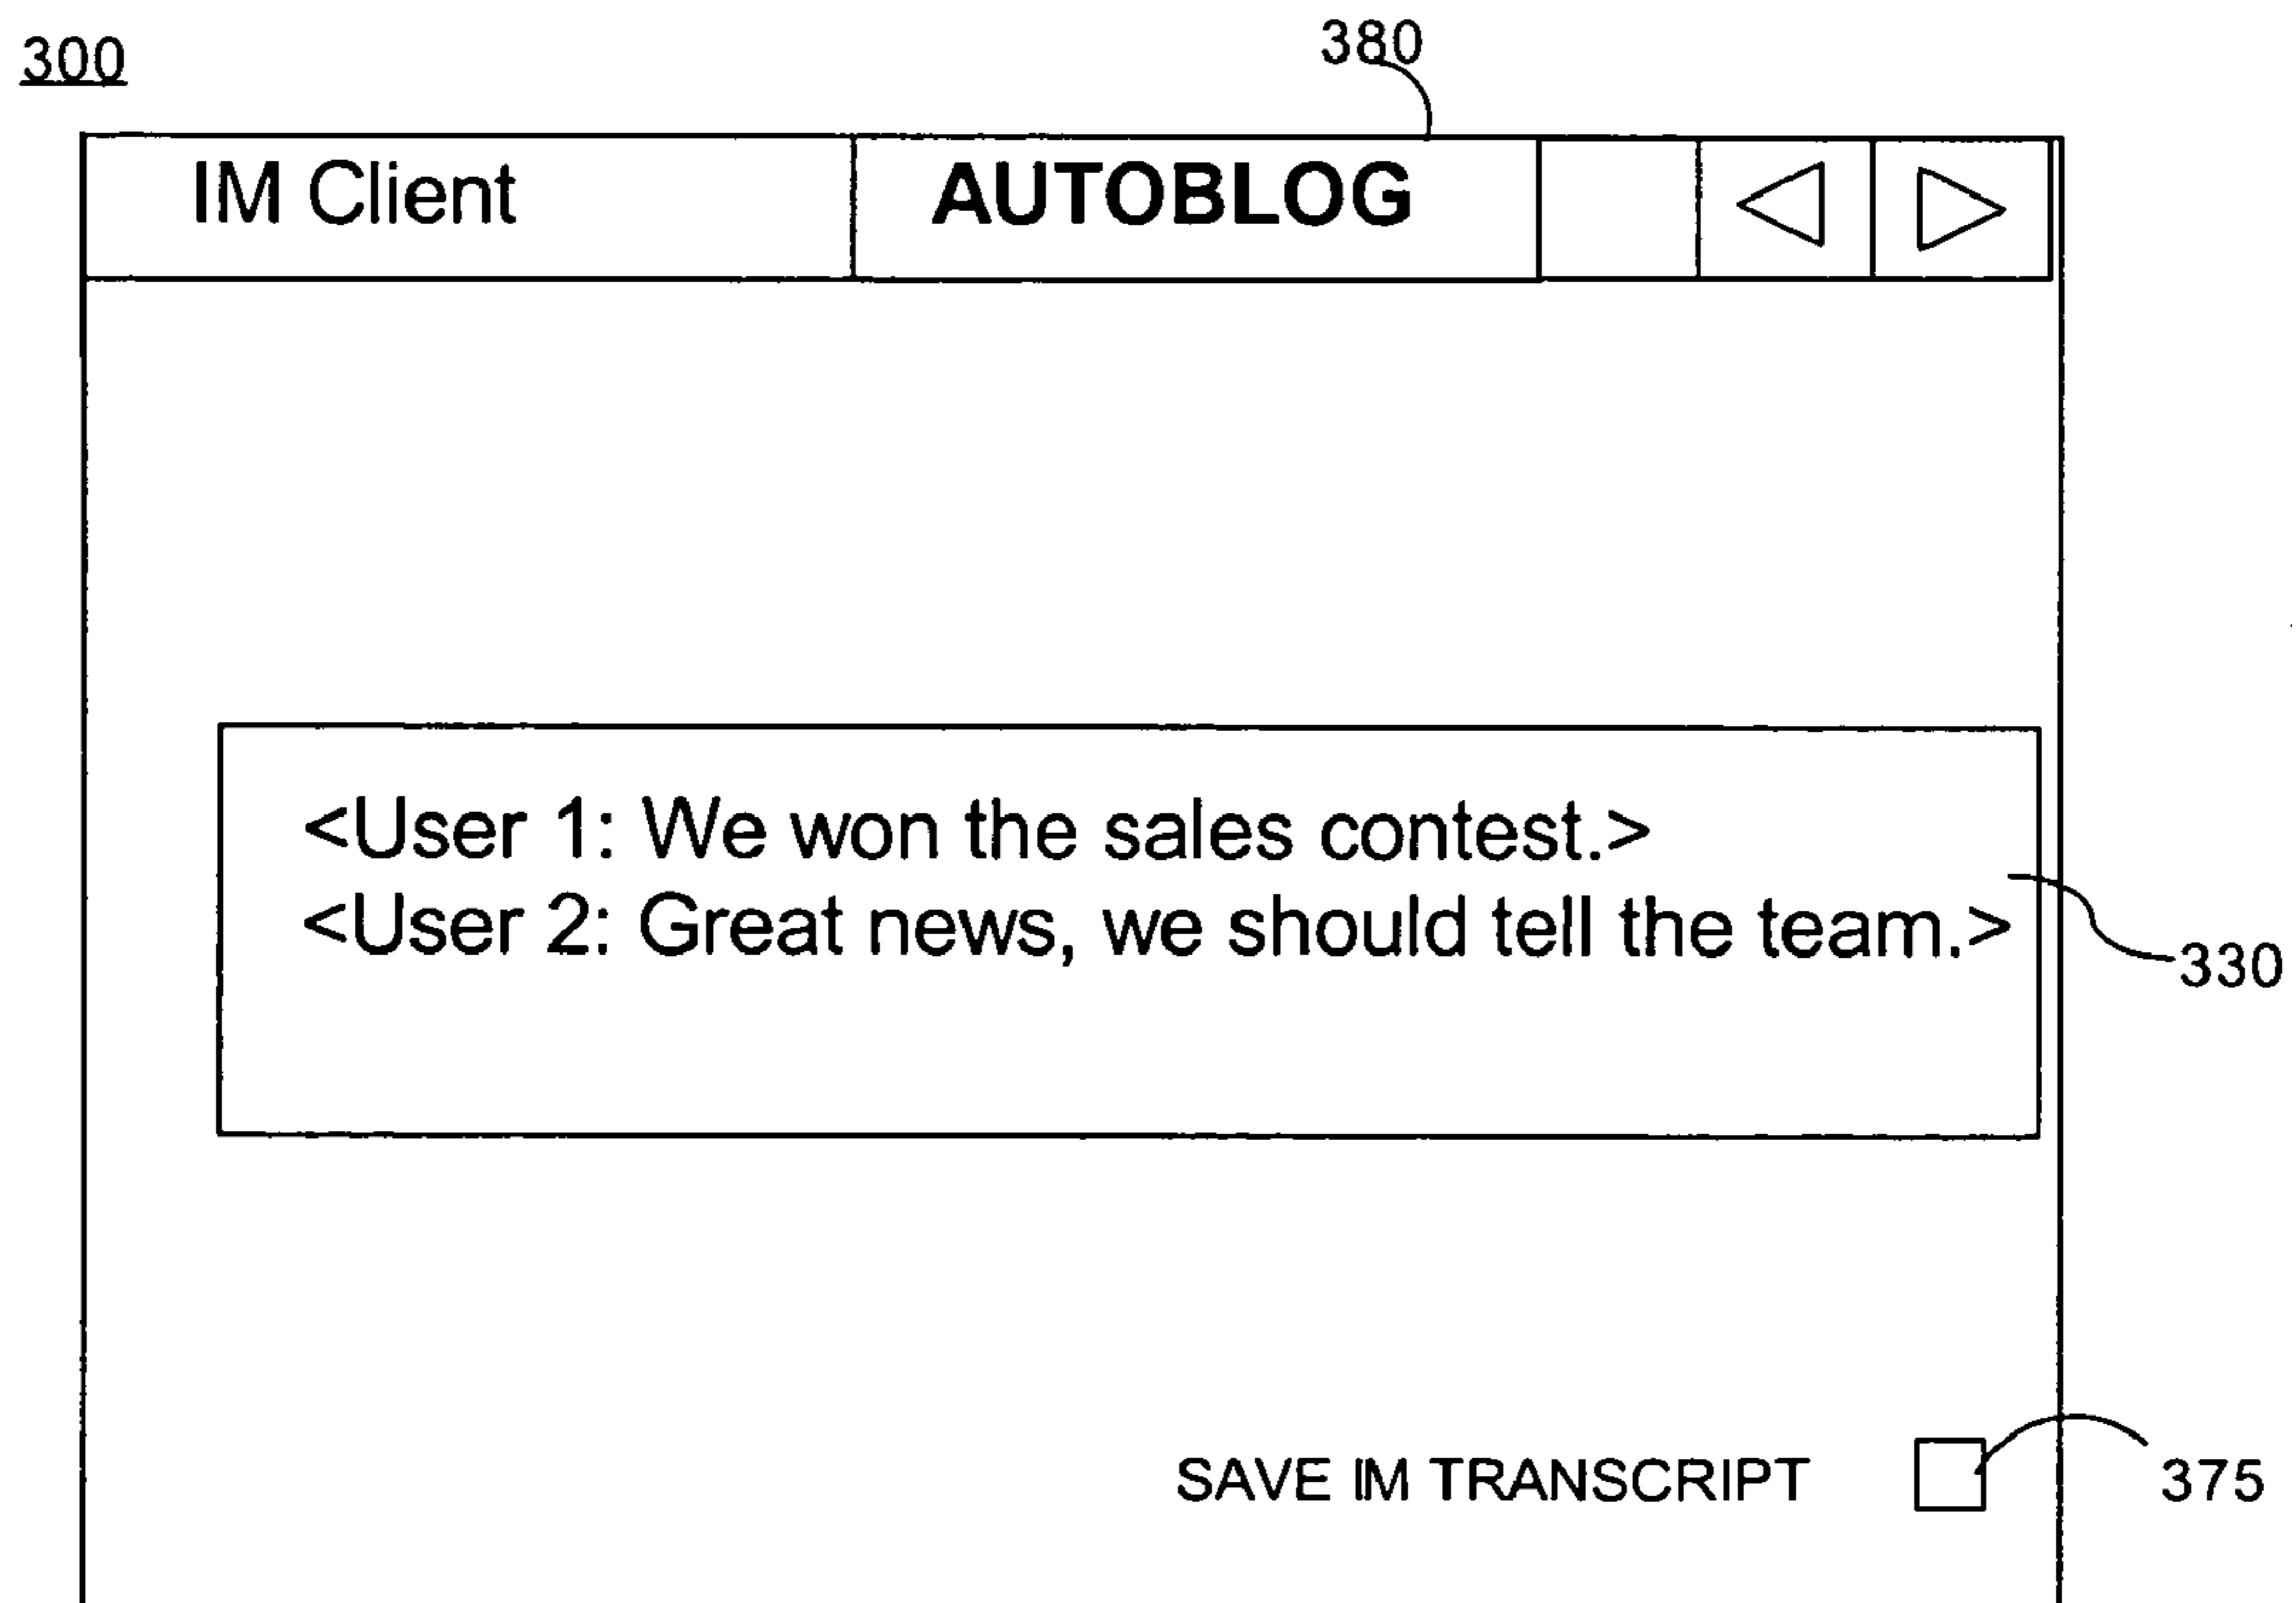 300
380
IM Client AUTOBLOG
<User 1: We won the sales contest.>
<User 2: Great news, we should tell the team.>
330
SAVE IM TRANSCRIPT 375